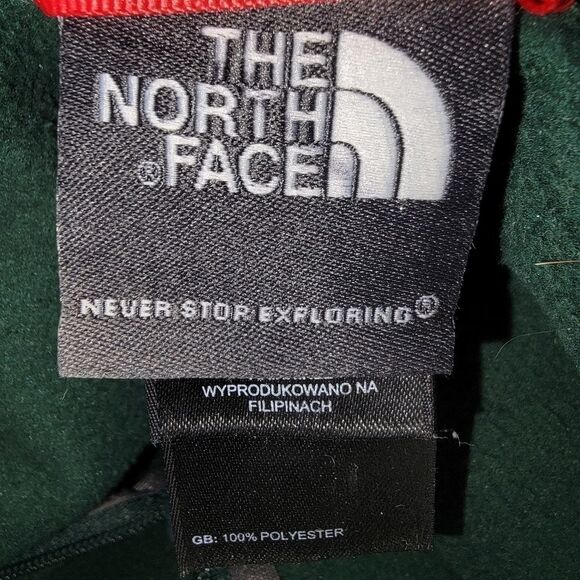 THE
NORTH
® FACE
NEVER STOP EXPLORING®
WYPRODUKOWANO NA
FILIPINACH
GB: 100% POLYESTER